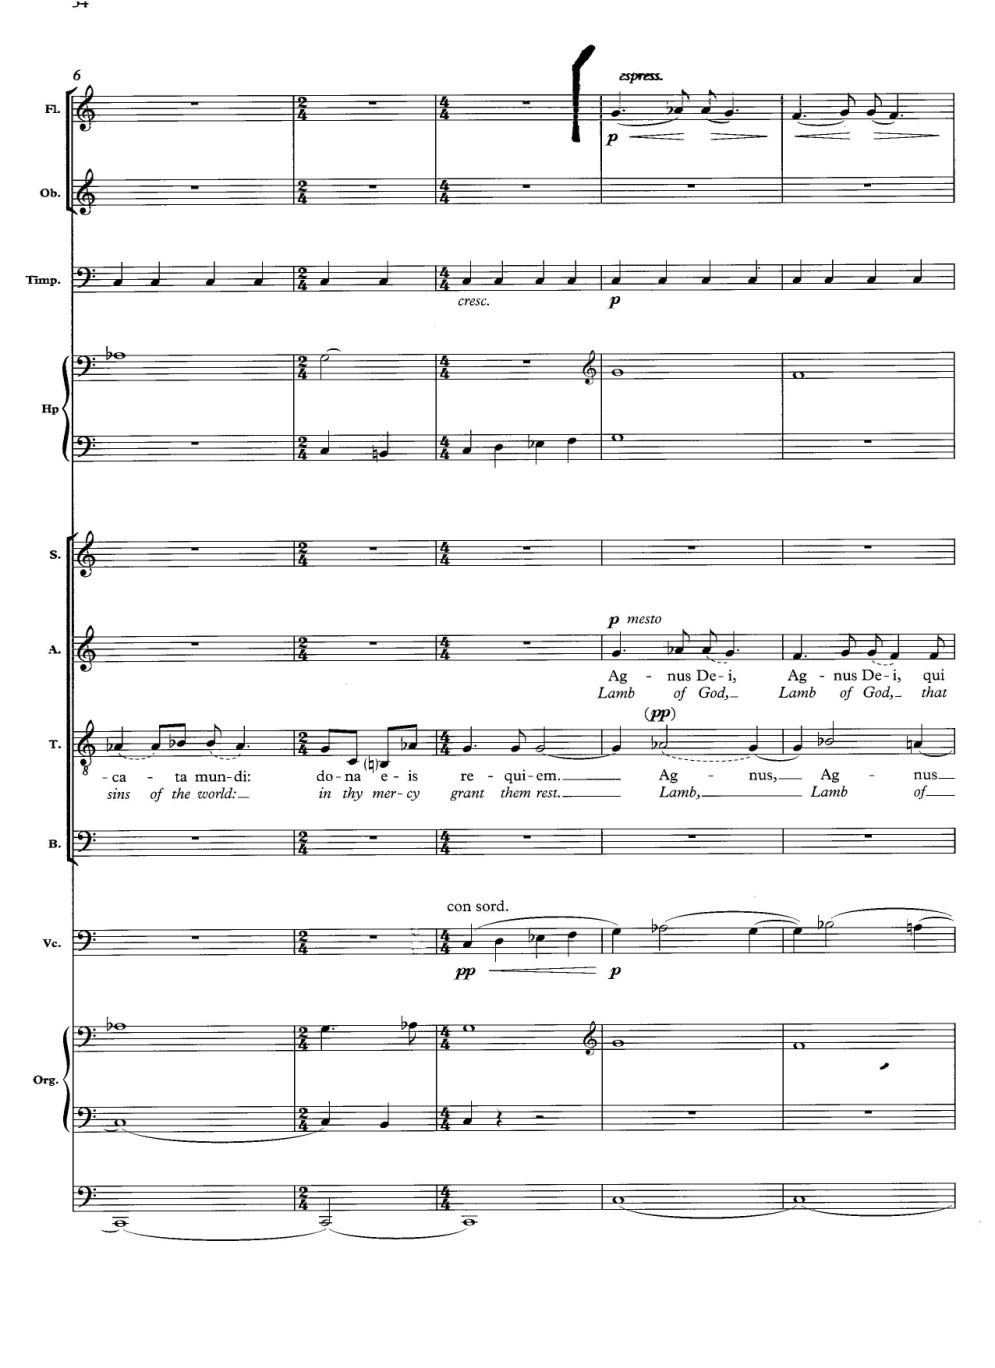 34
6
espress.
Fl.
p
Ob.
Timp.
cresc.
p
Hp
S.
p mesto
A.
Ag - nus De - i, Ag - nus De - i, qui
Lamb of God, Lamb of God, that
(pp)
T.
- ca - ta mun - di: do - na e - is re - qui - em. Ag - nus, Ag - nus
sins of the world: in thy mer - cy grant them rest. Lamb, Lamb of
B.
con sord.
Vc.
pp p
Org.